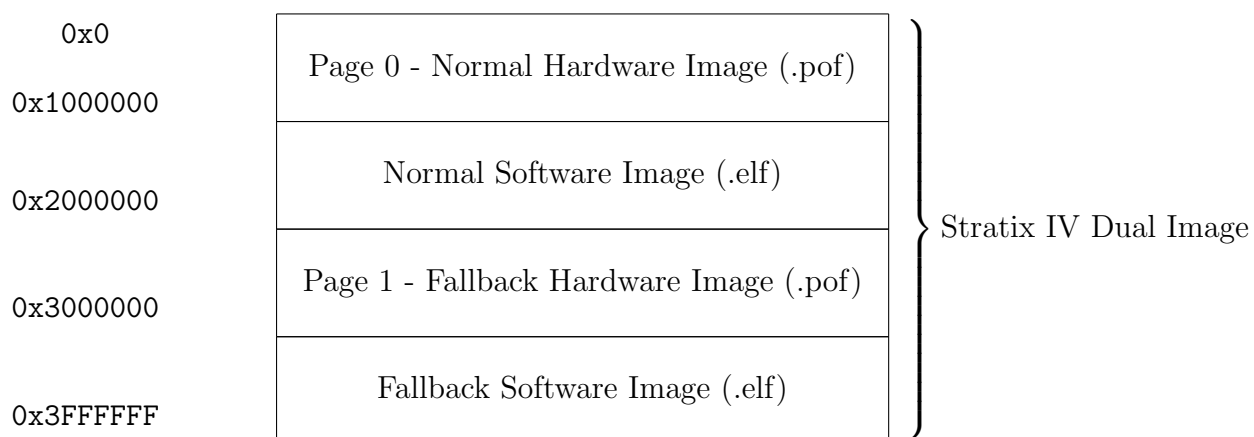 0x0
Page 0 - Normal Hardware Image (.pof)
0x1000000
Normal Software Image (.elf)
0x2000000
Stratix IV Dual Image
Page 1 - Fallback Hardware Image (.pof)
0x3000000
Fallback Software Image (.elf)
0x3FFFFFF